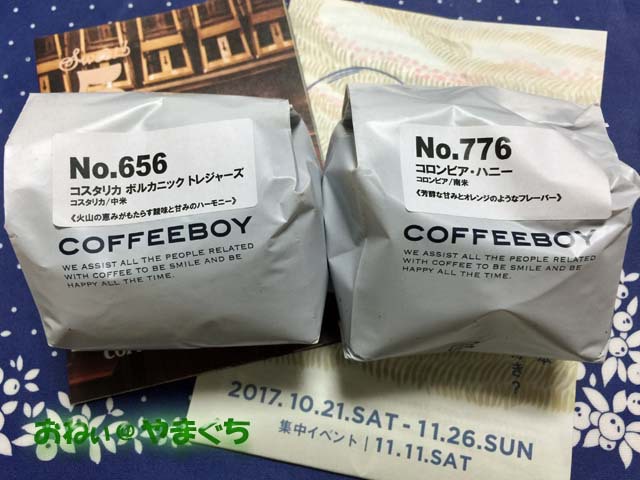 Sweets
No.656
コスタリカ ボルカニック トレジャーズ
コスタリカ/中米
《火山の恵みがもたらす酸味と甘みのハーモニー》
COFFEEBOY
WE ASSIST ALL THE PEOPLE RELATED
WITH COFFEE TO BE SMILE AND BE
HAPPY ALL THE TIME.
No.776
コロンビア・ハニー
コロンビア/南米
《芳醇な甘みとオレンジのようなフレーバー》
COFFEEBOY
WE ASSIST ALL THE PEOPLE RELATED
WITH COFFEE TO BE SMILE AND BE
HAPPY ALL THE TIME.
2017.10.21.SAT - 11.26.SUN
集中イベント | 11.11.SAT
おねぃ@やまぐち